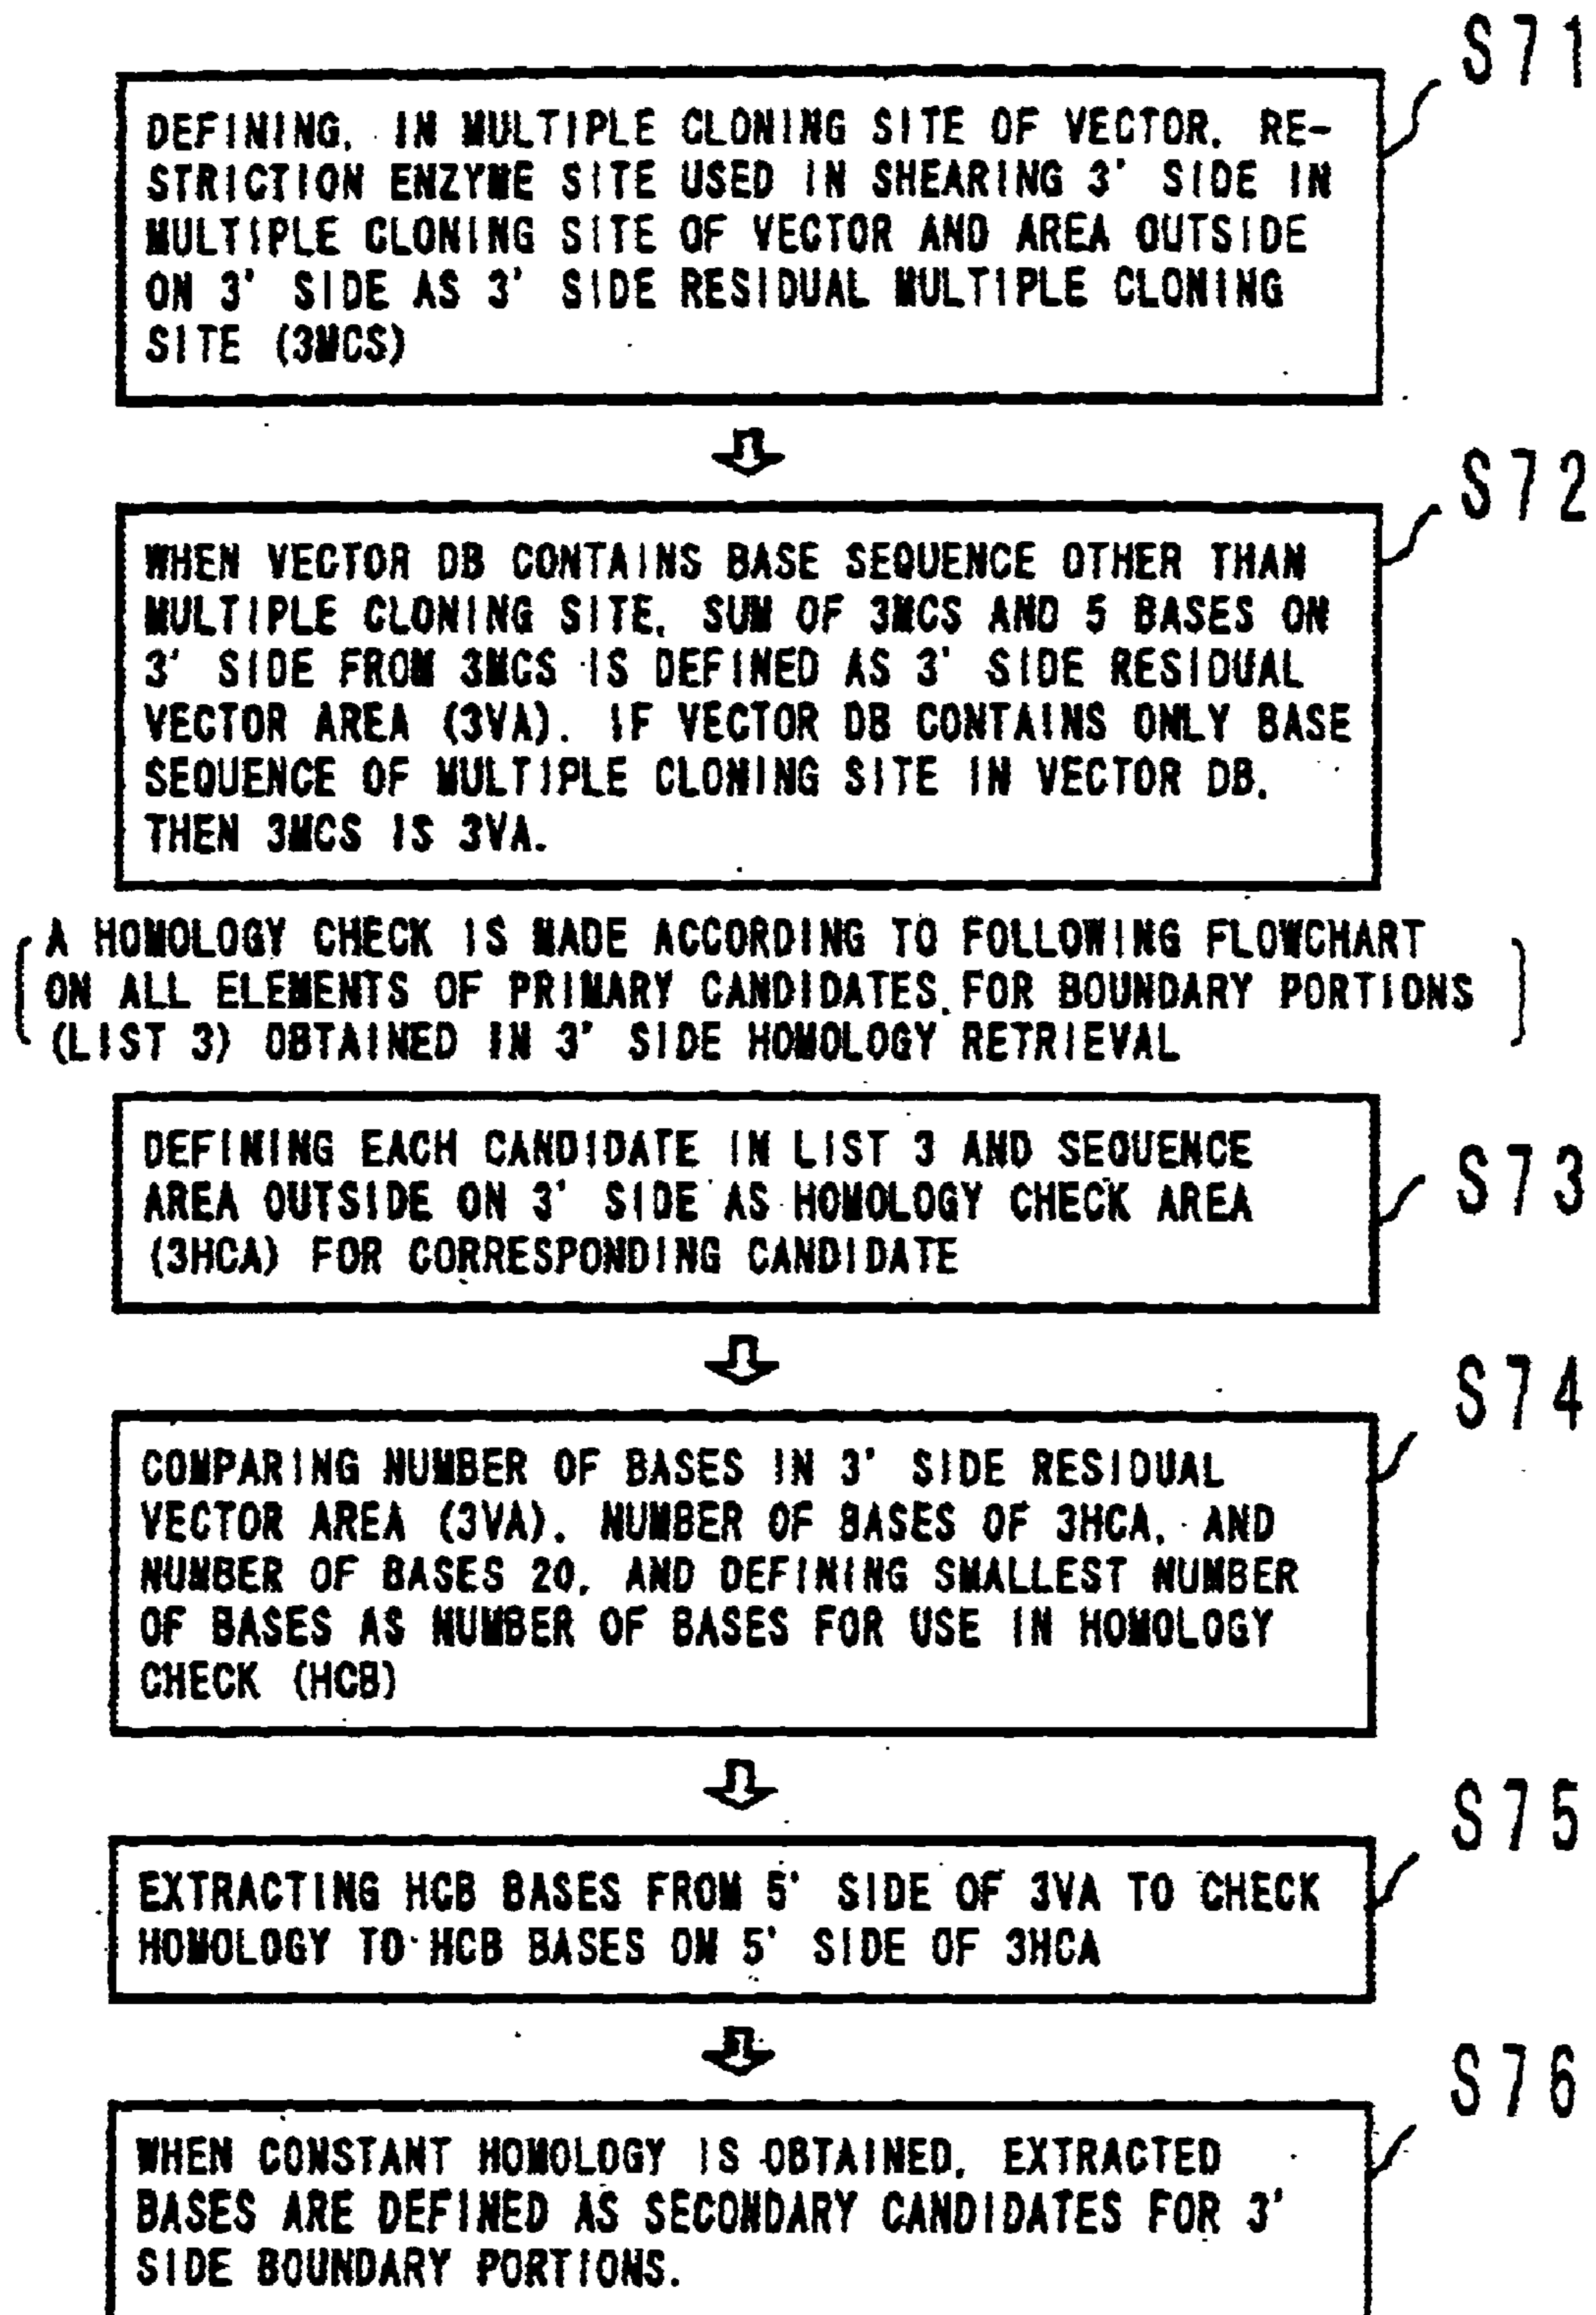 S71
DEFINING, IN MULTIPLE CLONING SITE OF VECTOR, RE-
STRICTION ENZYME SITE USED IN SHEARING 3' SIDE IN
MULTIPLE CLONING SITE OF VECTOR AND AREA OUTSIDE
ON 3' SIDE AS 3' SIDE RESIDUAL MULTIPLE CLONING
SITE (3MCS)
S72
WHEN VECTOR DB CONTAINS BASE SEQUENCE OTHER THAN
MULTIPLE CLONING SITE, SUM OF 3MCS AND 5 BASES ON
3' SIDE FROM 3MCS IS DEFINED AS 3' SIDE RESIDUAL
VECTOR AREA (3VA). IF VECTOR DB CONTAINS ONLY BASE
SEQUENCE OF MULTIPLE CLONING SITE IN VECTOR DB,
THEN 3MCS IS 3VA.
A HOMOLOGY CHECK IS MADE ACCORDING TO FOLLOWING FLOWCHART
ON ALL ELEMENTS OF PRIMARY CANDIDATES FOR BOUNDARY PORTIONS
(LIST 3) OBTAINED IN 3' SIDE HOMOLOGY RETRIEVAL
DEFINING EACH CANDIDATE IN LIST 3 AND SEQUENCE
AREA OUTSIDE ON 3' SIDE AS HOMOLOGY CHECK AREA
(3HCA) FOR CORRESPONDING CANDIDATE
S73
S74
COMPARING NUMBER OF BASES IN 3' SIDE RESIDUAL
VECTOR AREA (3VA), NUMBER OF BASES OF 3HCA, AND
NUMBER OF BASES 20, AND DEFINING SMALLEST NUMBER
OF BASES AS NUMBER OF BASES FOR USE IN HOMOLOGY
CHECK (HCB)
S75
EXTRACTING HCB BASES FROM 5' SIDE OF 3VA TO CHECK
HOMOLOGY TO HCB BASES ON 5' SIDE OF 3HCA
S76
WHEN CONSTANT HOMOLOGY IS OBTAINED, EXTRACTED
BASES ARE DEFINED AS SECONDARY CANDIDATES FOR 3'
SIDE BOUNDARY PORTIONS.